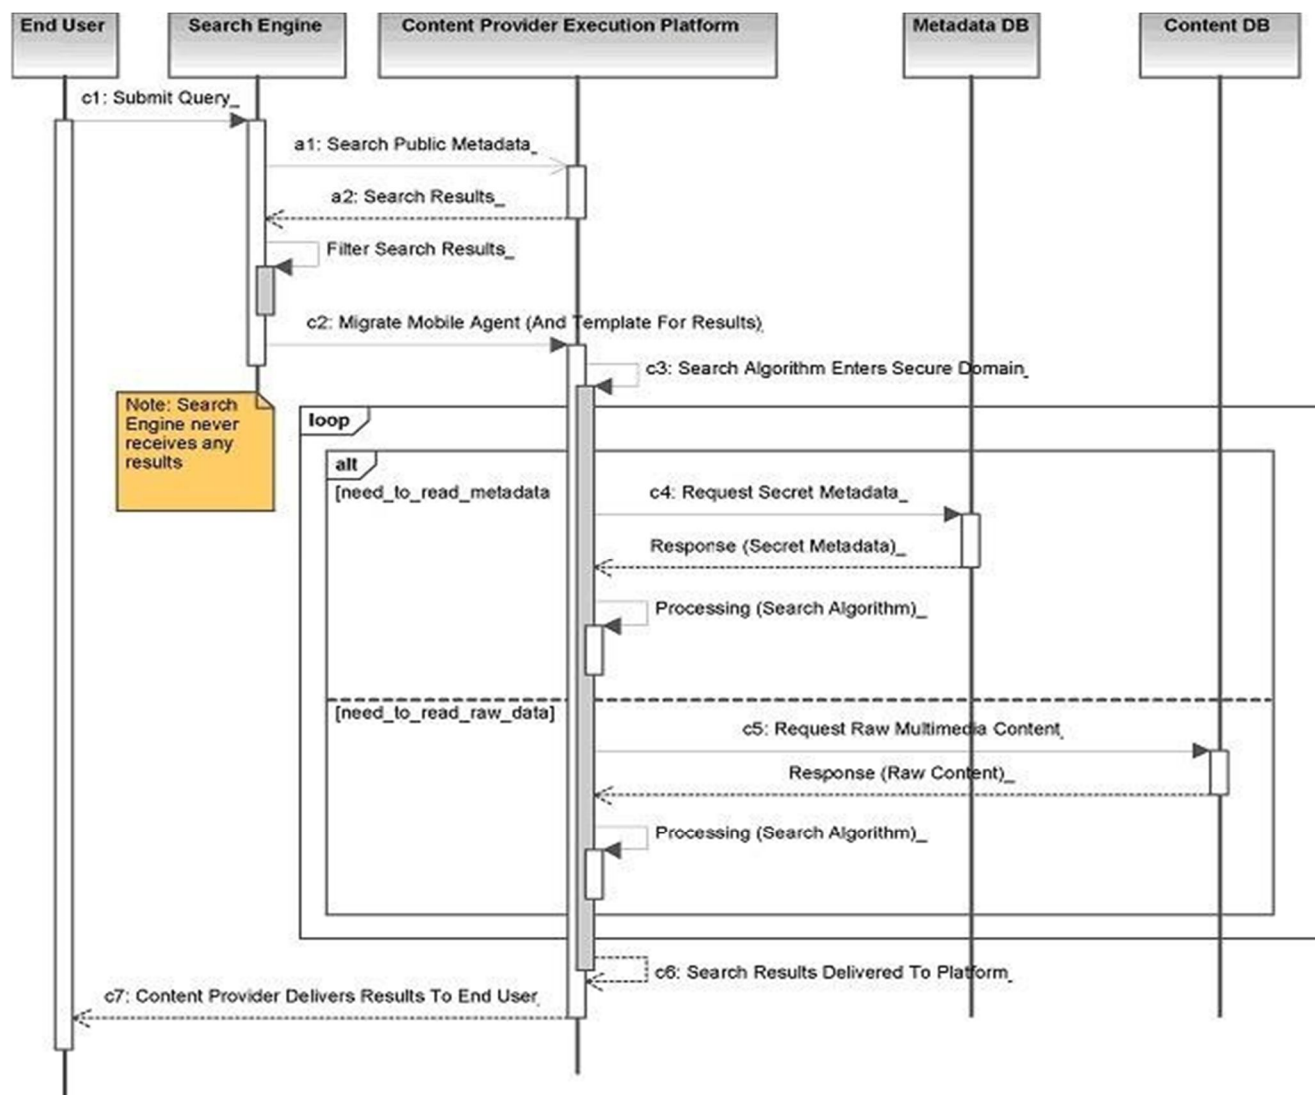 End User
Search Engine
Content Provider Execution Platform
Metadata DB
Content DB
c1: Submit Query_
a1: Search Public Metadata_
a2: Search Results_
Filter Search Results_
c2: Migrate Mobile Agent (And Template For Results)_
c3: Search Algorithm Enters Secure Domain_
Note: Search
Engine never
receives any
results
loop
alt
[need_to_read_metadata
c4: Request Secret Metadata_
Response (Secret Metadata)_
Processing (Search Algorithm)_
[need_to_read_raw_data]
c5: Request Raw Multimedia Content_
Response (Raw Content)_
Processing (Search Algorithm)_
c6: Search Results Delivered To Platform_
c7: Content Provider Delivers Results To End User_